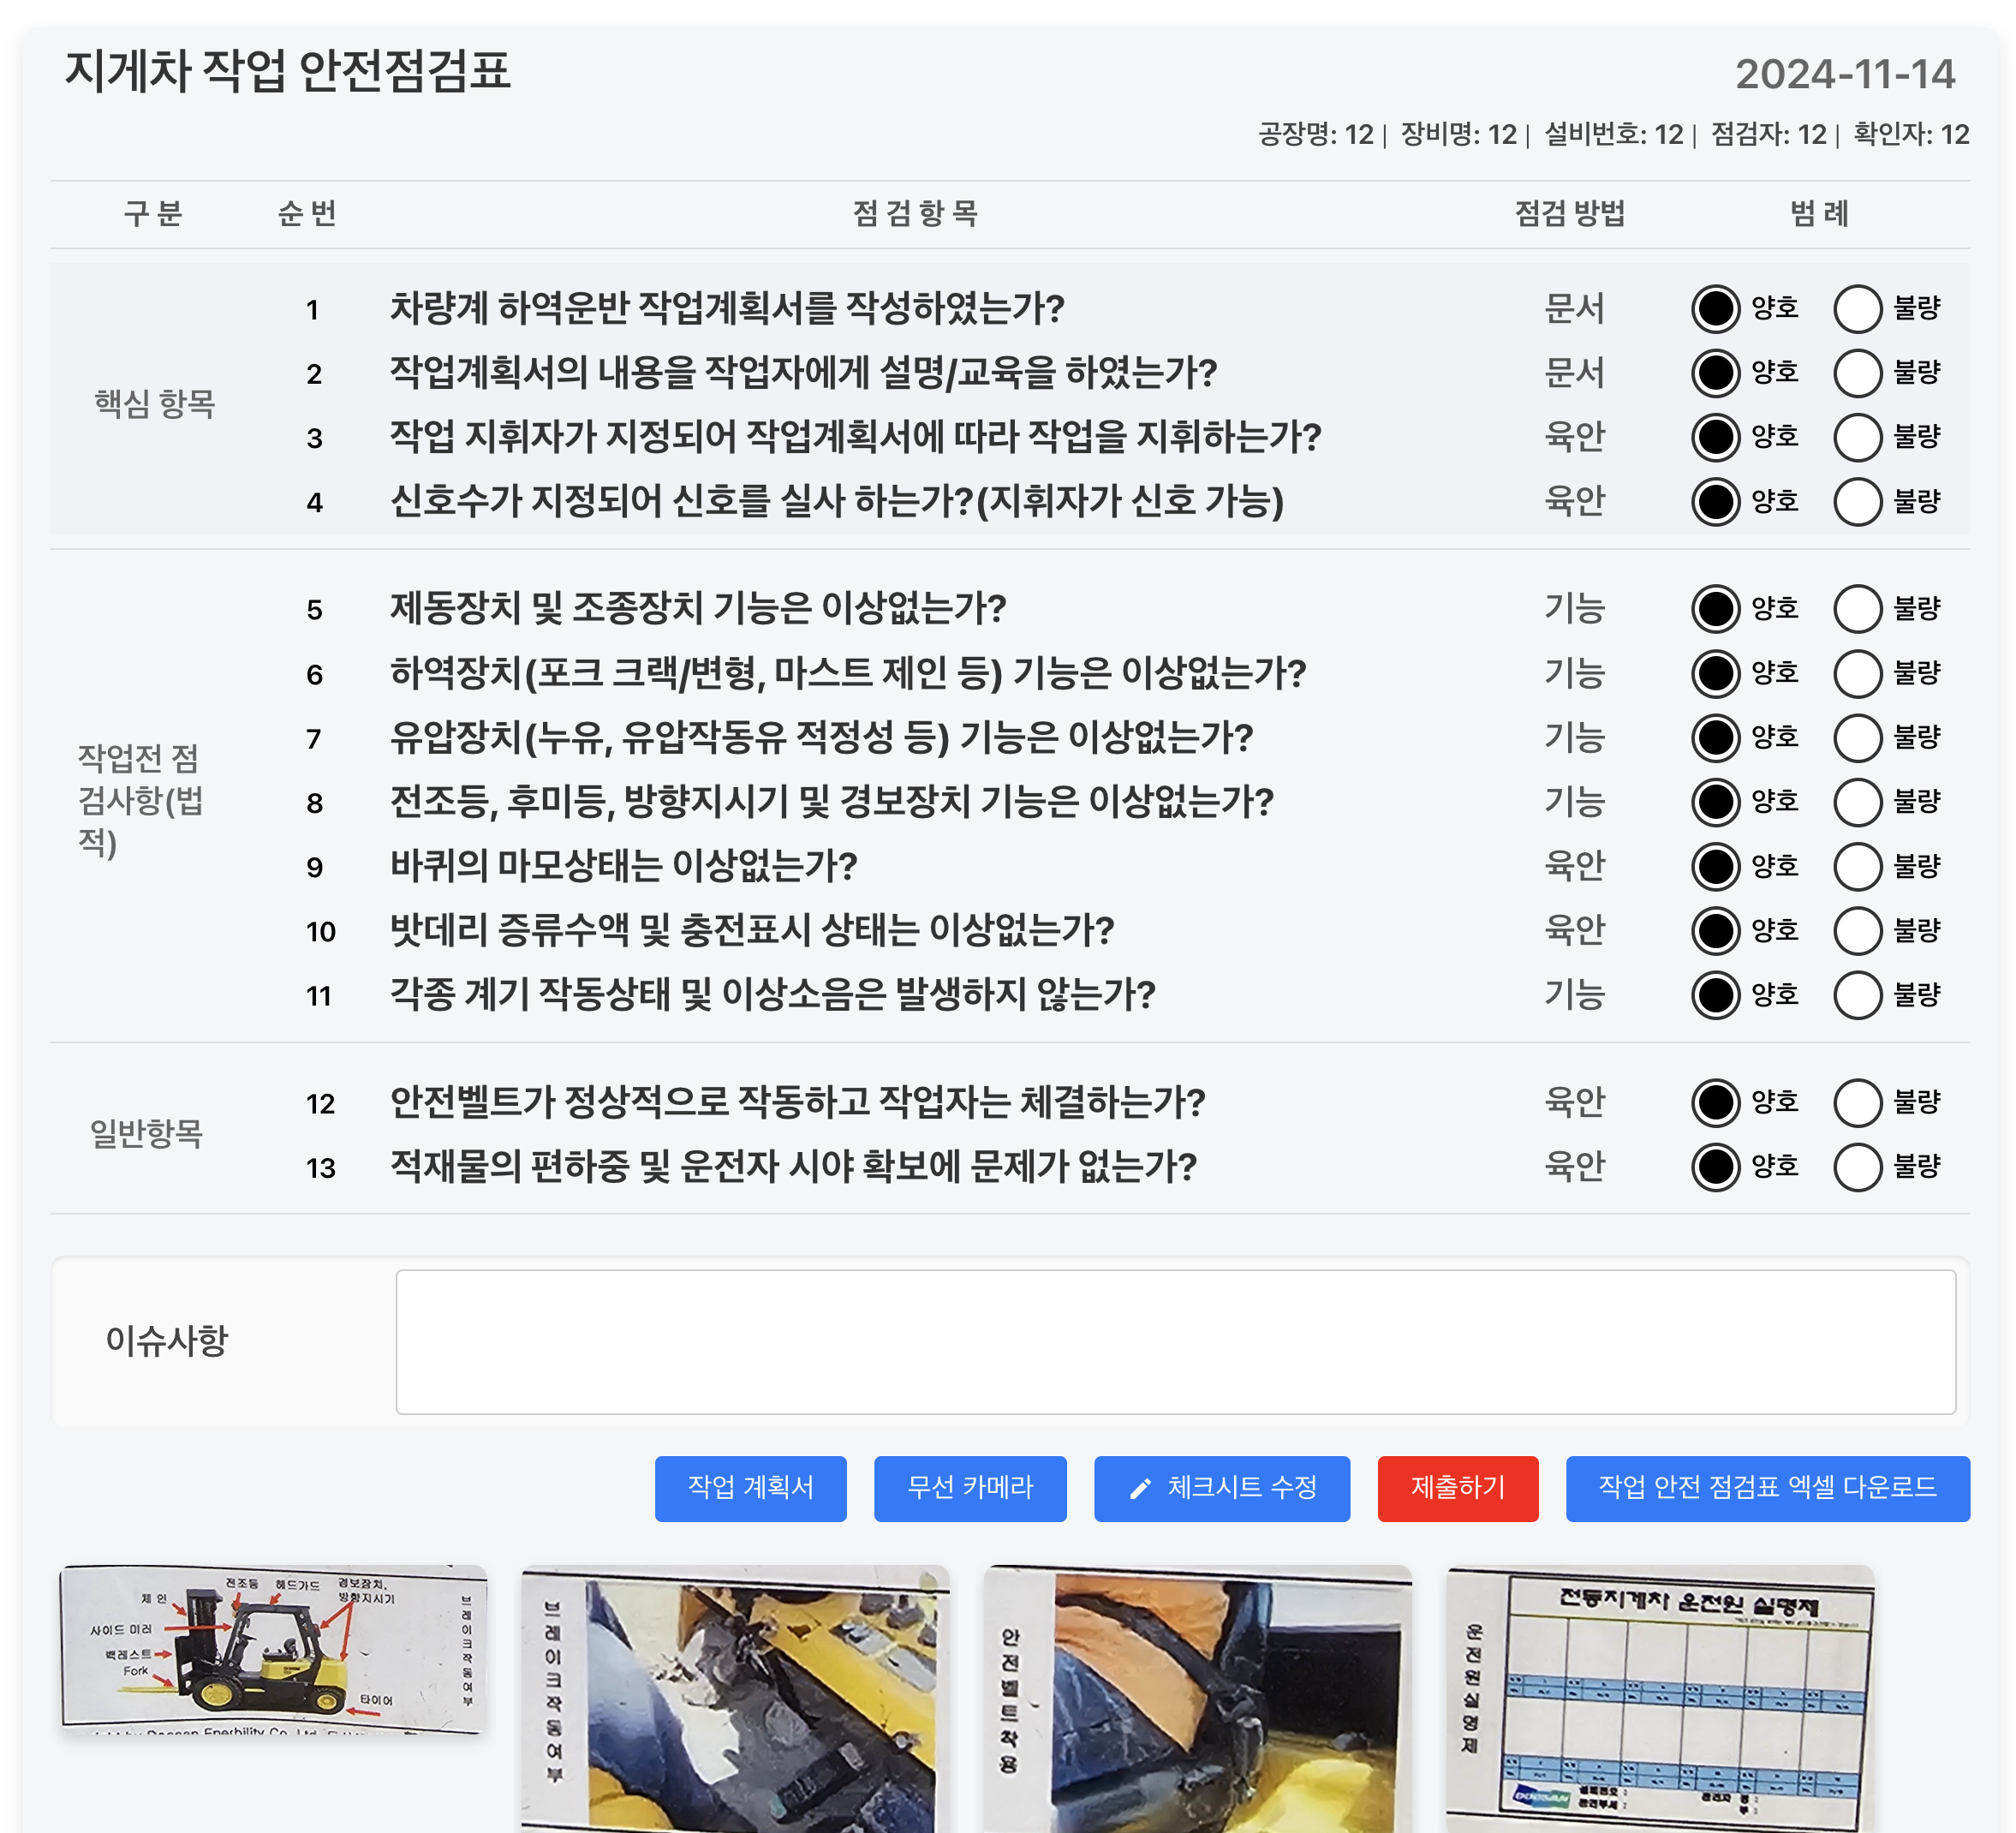 지게차 작업 안전점검표
2024-11-14
공장명: 12 | 장비명: 12 | 설비번호: 12 | 점검자: 12 | 확인자: 12
구 분 순 번 점 검 항 목 점검 방법 범 례
핵심 항목
1 차량계 하역운반 작업계획서를 작성하였는가? 문서 양호 불량
2 작업계획서의 내용을 작업자에게 설명/교육을 하였는가? 문서 양호 불량
3 작업 지휘자가 지정되어 작업계획서에 따라 작업을 지휘하는가? 육안 양호 불량
4 신호수가 지정되어 신호를 실사 하는가?(지휘자가 신호 가능) 육안 양호 불량
작업전 점
검사항(법
적)
5 제동장치 및 조종장치 기능은 이상없는가? 기능 양호 불량
6 하역장치(포크 크랙/변형, 마스트 제인 등) 기능은 이상없는가? 기능 양호 불량
7 유압장치(누유, 유압작동유 적정성 등) 기능은 이상없는가? 기능 양호 불량
8 전조등, 후미등, 방향지시기 및 경보장치 기능은 이상없는가? 기능 양호 불량
9 바퀴의 마모상태는 이상없는가? 육안 양호 불량
10 밧데리 증류수액 및 충전표시 상태는 이상없는가? 육안 양호 불량
11 각종 계기 작동상태 및 이상소음은 발생하지 않는가? 기능 양호 불량
일반항목
12 안전벨트가 정상적으로 작동하고 작업자는 체결하는가? 육안 양호 불량
13 적재물의 편하중 및 운전자 시야 확보에 문제가 없는가? 육안 양호 불량
이슈사항
작업 계획서 무선 카메라 체크시트 수정 제출하기 작업 안전 점검표 엑셀 다운로드
전조등 헤드가드 경보장치,
방향지시기
체 인
사이드 미러
백레스트
Fork
타이어
브레이크작동여부
Doosan Enerbility Co., Ltd.
브레이크작동여부
안전벨트착용
운전원실명제
전동지게차 운전원 실명제
DOOSAN